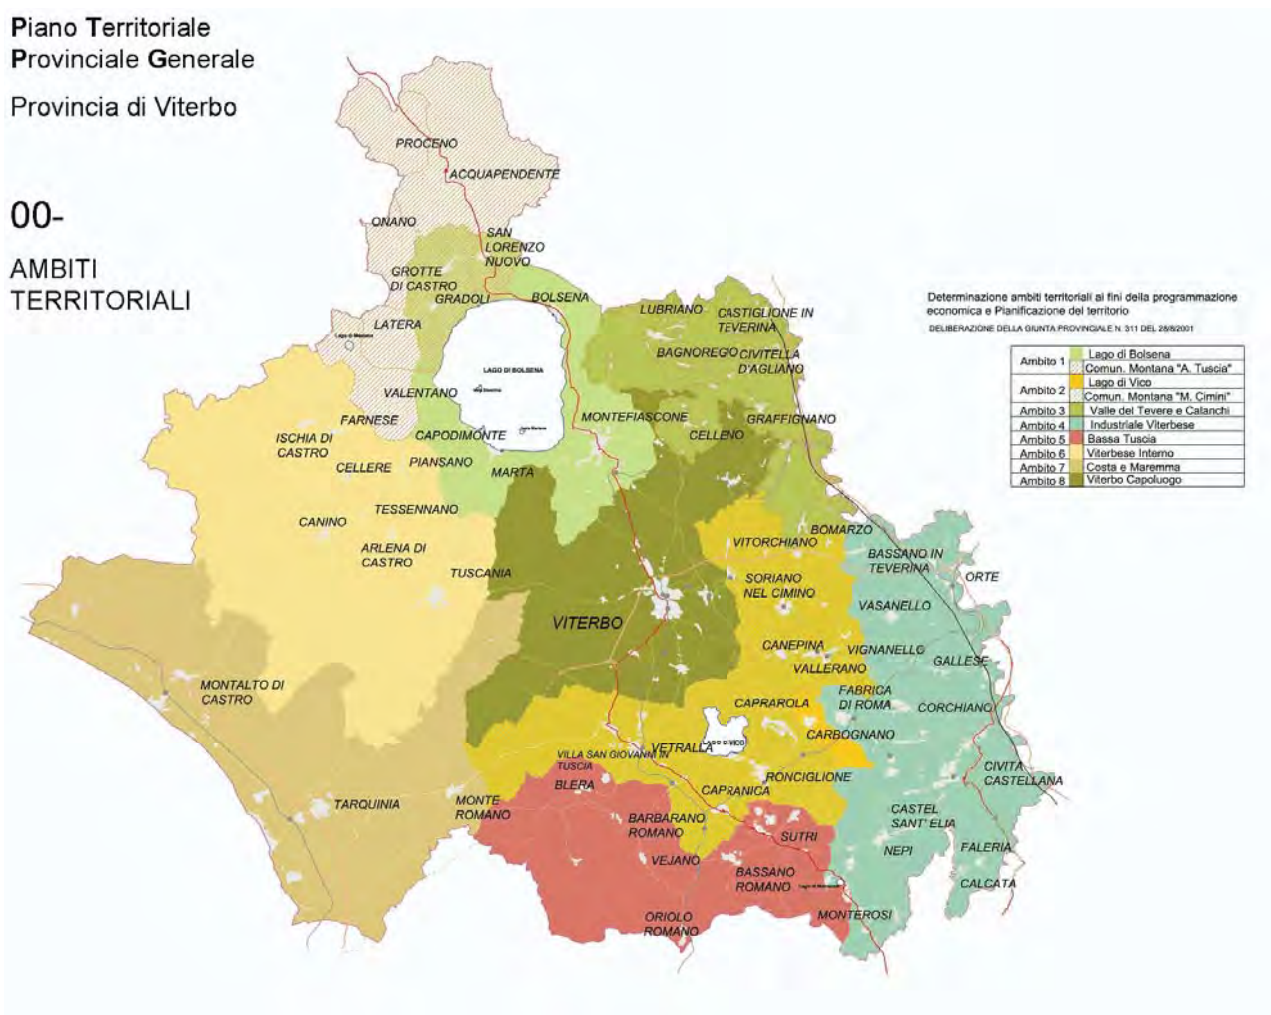 Piano Territoriale
Provinciale Generale
Provincia di Viterbo
00-
AMBITI
TERRITORIALI
PROCENO
ACQUAPENDENTE
ONANO
SAN
LORENZO
NUOVO
GROTTE
DI CASTRO
GRADOLI
BOLSENA
LATERA
LAGO DI BOLSENA
VALENTANO
FARNESE
CAPODIMONTE
ISCHIA DI
CASTRO
CELLERE
PIANSANO
MARTA
MONTEFIASCONE
LUBRIANO
CASTIGLIONE IN
TEVERINA
BAGNOREGO
CIVITELLA
D'AGLIANO
GRAFFIGNANO
CELLENO
TESSENNANO
CANINO
ARLENA DI
CASTRO
TUSCANIA
VITERBO
VITORCHIANO
BOMARZO
BASSANO IN
TEVERINA
ORTE
SORIANO
NEL CIMINO
VASANELLO
CANEPINA
VIGNANELLO
VALLERANO
GALLESE
MONTALTO DI
CASTRO
CAPRAROLA
FABRICA
DI ROMA
CORCHIANO
CARBOGNANO
VETRALLA
LAGO DI VICO
VILLA SAN GIOVANNI IN
TUSCIA
BLERA
RONCIGLIONE
CIVITA
CASTELLANA
CAPRANICA
TARQUINIA
MONTE
ROMANO
BARBARANO
ROMANO
SUTRI
CASTEL
SANT' ELIA
NEPI
FALERIA
VEJANO
BASSANO
ROMANO
CALCATA
ORIOLO
ROMANO
MONTEROSI
Determinazione ambiti territoriali ai fini della programmazione
economica e Pianificazione del territorio
DELIBERAZIONE DELLA GIUNTA PROVINCIALE N. 311 DEL 28/8/2001
Ambito 1 Lago di Bolsena
Comun. Montana "A. Tuscia"
Ambito 2 Lago di Vico
Comun. Montana "M. Cimini"
Ambito 3 Valle del Tevere e Calanchi
Ambito 4 Industriale Viterbese
Ambito 5 Bassa Tuscia
Ambito 6 Viterbese Interno
Ambito 7 Costa e Maremma
Ambito 8 Viterbo Capoluogo